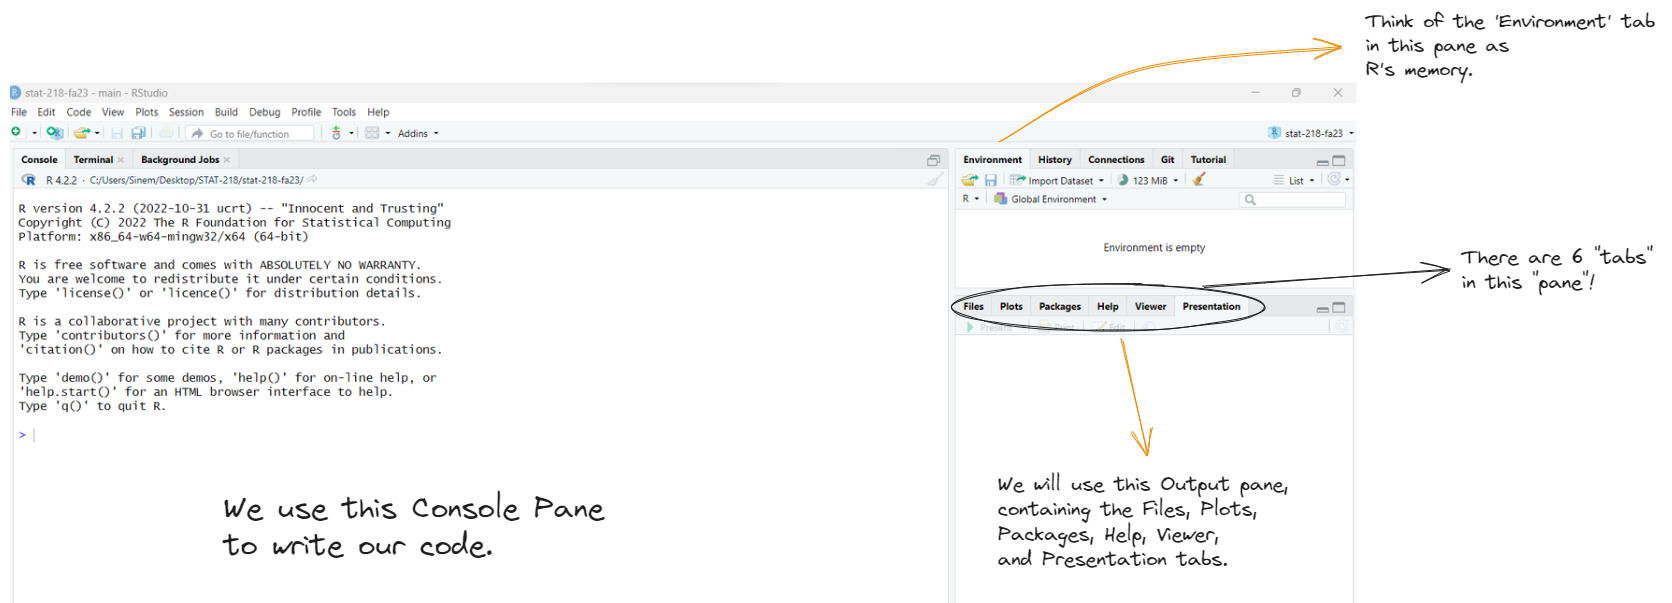 Think of the 'Environment' tab
in this pane as
R's memory.
stat-218-fa23 - main - RStudio
File Edit Code View Plots Session Build Debug Profile Tools Help
Go to file/function Addins stat-218-fa23
Console Terminal Background Jobs
R 4.2.2 · C:/Users/Sinem/Desktop/STAT-218/stat-218-fa23/
R version 4.2.2 (2022-10-31 ucrt) -- "Innocent and Trusting"
Copyright (C) 2022 The R Foundation for Statistical Computing
Platform: x86_64-w64-mingw32/x64 (64-bit)
R is free software and comes with ABSOLUTELY NO WARRANTY.
You are welcome to redistribute it under certain conditions.
Type 'license()' or 'licence()' for distribution details.
R is a collaborative project with many contributors.
Type 'contributors()' for more information and
'citation()' on how to cite R or R packages in publications.
Type 'demo()' for some demos, 'help()' for on-line help, or
'help.start()' for an HTML browser interface to help.
Type 'q()' to quit R.
>
We use this Console Pane
to write our code.
Environment History Connections Git Tutorial
Import Dataset 123 MiB List
R Global Environment
Environment is empty
There are 6 "tabs"
in this "pane"!
Files Plots Packages Help Viewer Presentation
Present Print Edit
We will use this Output pane,
containing the Files, Plots,
Packages, Help, Viewer,
and Presentation tabs.